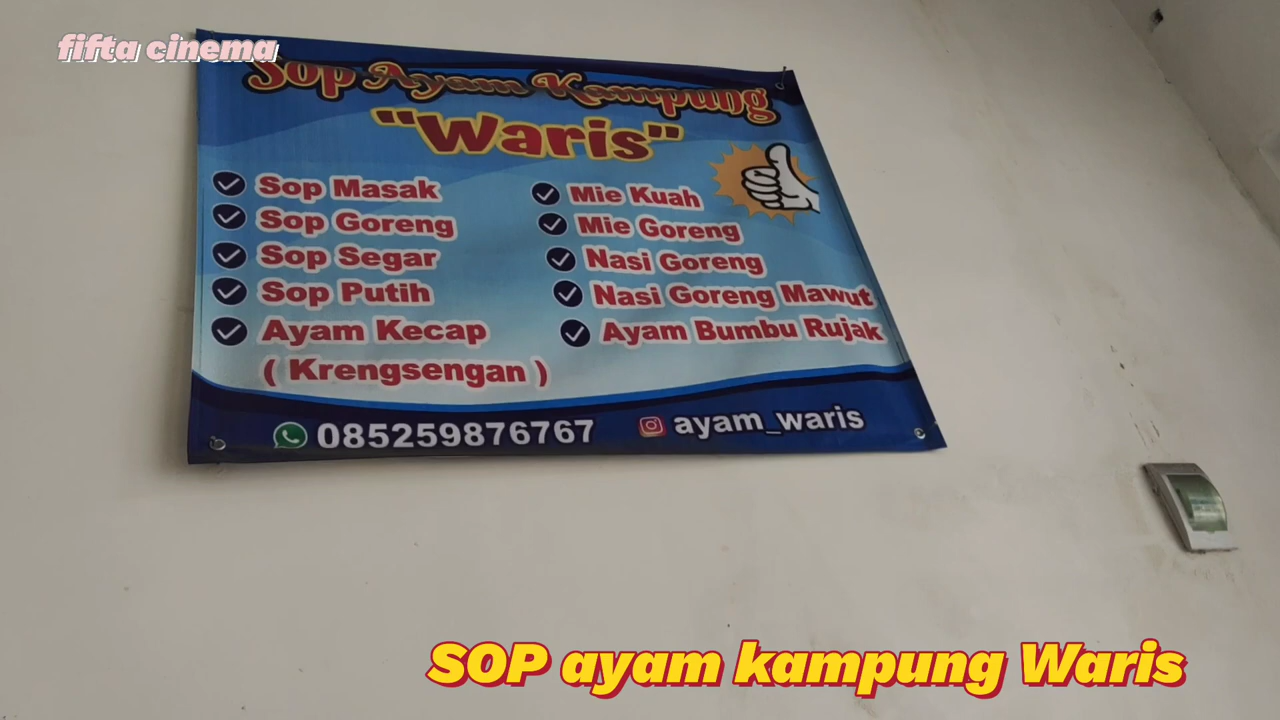 fifta cinema
Sop Ayam Kampung
"Waris"
Sop Masak
Sop Goreng
Sop Segar
Sop Putih
Ayam Kecap
( Krengsengan )
Mie Kuah
Mie Goreng
Nasi Goreng
Nasi Goreng Mawut
Ayam Bumbu Rujak
085259876767
ayam_waris
SOP ayam kampung Waris